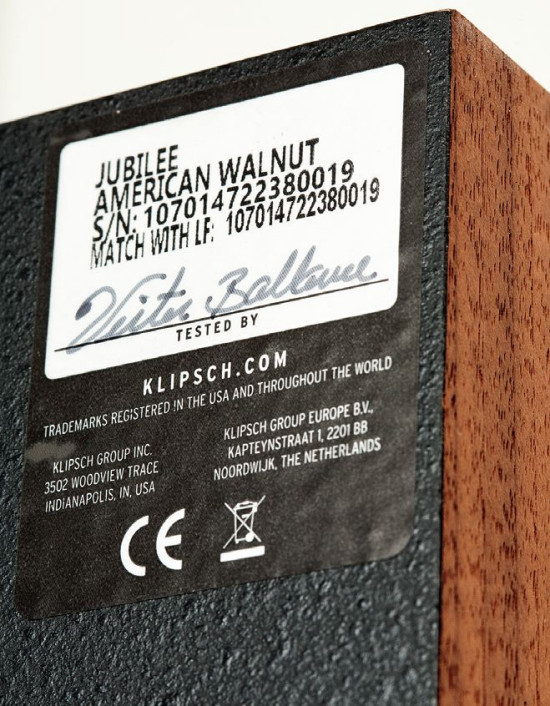 JUBILEE
AMERICAN WALNUT
S/N: 107014722380019
MATCH WITH LF: 107014722380019
TESTED BY
KLIPSCH.COM
TRADEMARKS REGISTERED IN THE USA AND THROUGHOUT THE WORLD
KLIPSCH GROUP INC.
3502 WOODVIEW TRACE
INDIANAPOLIS, IN, USA
KLIPSCH GROUP EUROPE B.V.,
KAPTEYNSTRAAT 1, 2201 BB
NOORDWIJK, THE NETHERLANDS
CE